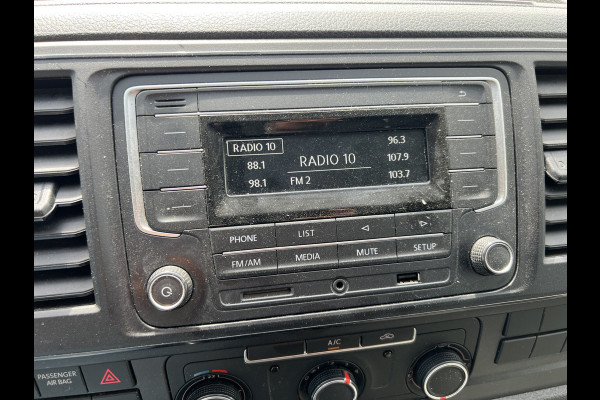 RADIO 10
96.3
88.1
RADIO 10
107.9
98.1
FM 2
103.7
PHONE
LIST
FM/AM
MEDIA
MUTE
SETUP
A/C
PASSENGER
AIR BAG